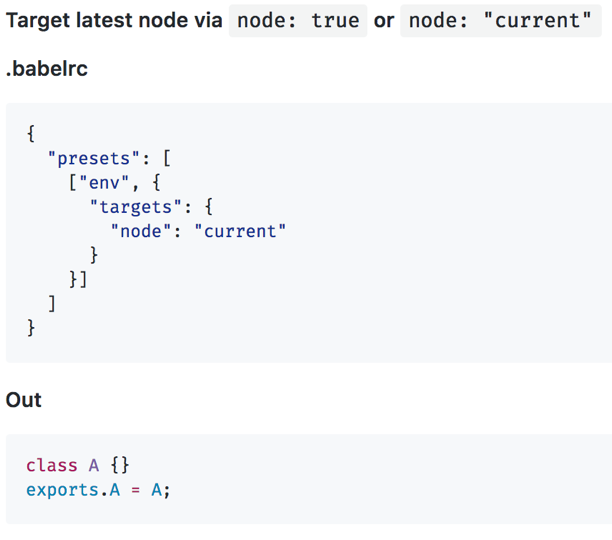 Target latest node via node: true or node: "current"
.babelrc
{
  "presets": [
    ["env", {
      "targets": {
        "node": "current"
      }
    }]
  ]
}
Out
class A {}
exports.A = A;